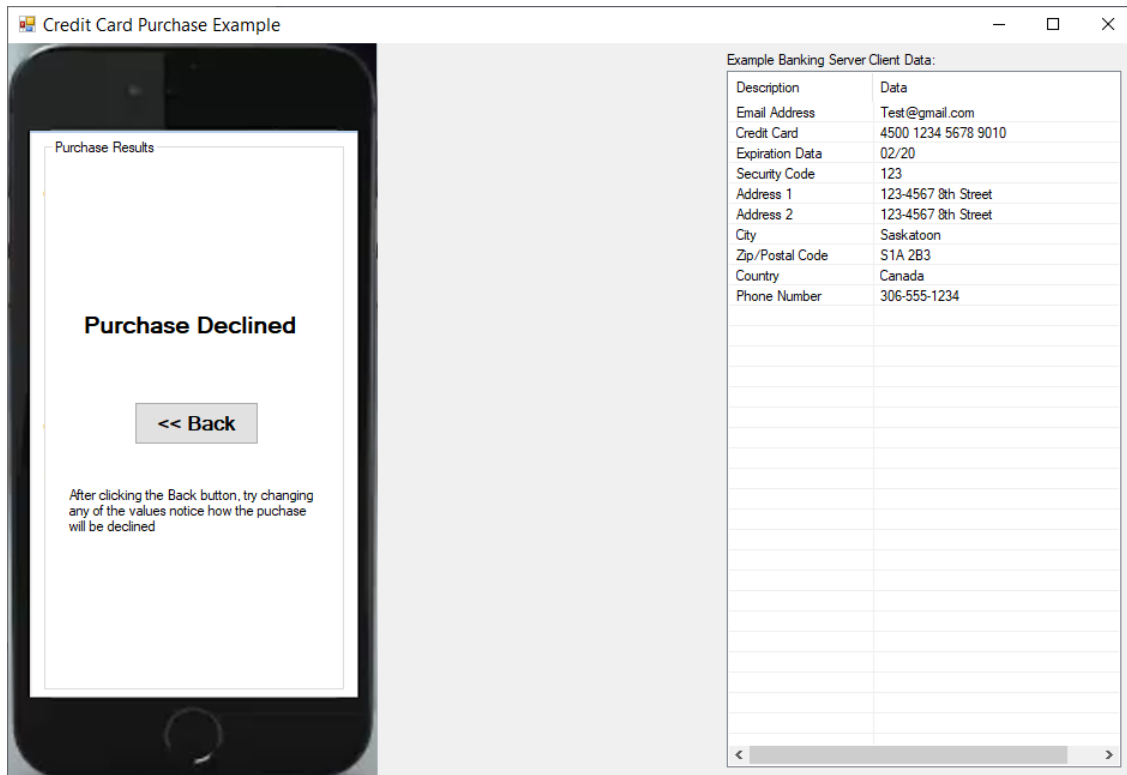 Credit Card Purchase Example
Purchase Results
Purchase Declined
<< Back
After clicking the Back button, try changing
any of the values notice how the puchase
will be declined
Example Banking Server Client Data:
Description Data
Email Address Test@gmail.com
Credit Card 4500 1234 5678 9010
Expiration Data 02/20
Security Code 123
Address 1 123-4567 8th Street
Address 2 123-4567 8th Street
City Saskatoon
Zip/Postal Code S1A 2B3
Country Canada
Phone Number 306-555-1234